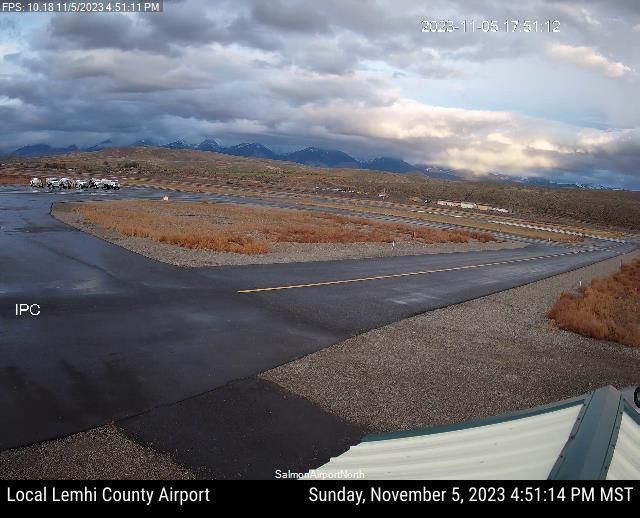 FPS: 10.18 11/5/2023 4:51:11 PM
2023-11-05 17:51:12
IPC
SalmonAirportNorth
Local Lemhi County Airport
Sunday, November 5, 2023 4:51:14 PM MST